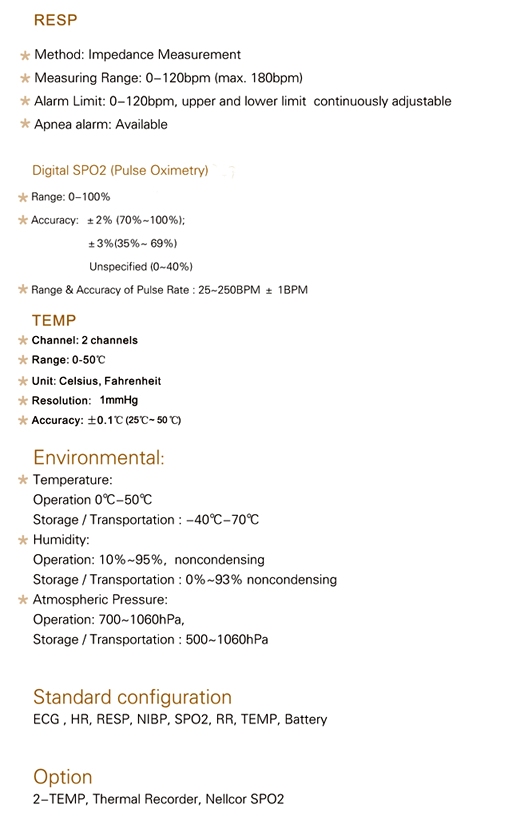 RESP
* Method: Impedance Measurement
* Measuring Range: 0–120bpm (max. 180bpm)
* Alarm Limit: 0–120bpm, upper and lower limit continuously adjustable
* Apnea alarm: Available
Digital SPO2 (Pulse Oximetry)
* Range: 0–100%
* Accuracy: ±2% (70%~100%);
±3%(35%~ 69%)
Unspecified (0~40%)
* Range & Accuracy of Pulse Rate : 25~250BPM ± 1BPM
TEMP
* Channel: 2 channels
* Range: 0-50℃
* Unit: Celsius, Fahrenheit
* Resolution: 1mmHg
* Accuracy: ±0.1℃ (25℃~ 50 ℃)
Environmental:
* Temperature:
Operation 0℃–50℃
Storage / Transportation : –40℃–70℃
* Humidity:
Operation: 10%~95%, noncondensing
Storage / Transportation : 0%~93% noncondensing
* Atmospheric Pressure:
Operation: 700~1060hPa,
Storage / Transportation : 500~1060hPa
Standard configuration
ECG , HR, RESP, NIBP, SPO2, RR, TEMP, Battery
Option
2–TEMP, Thermal Recorder, Nellcor SPO2